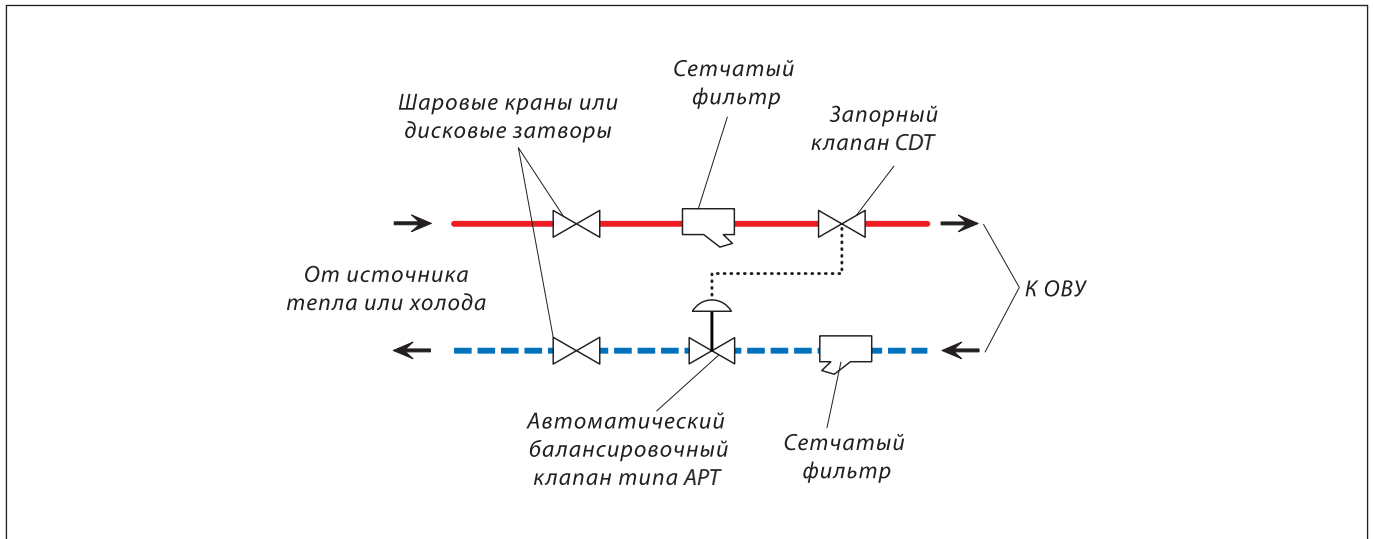 Сетчатый
фильтр
Шаровые краны или
дисковые затворы
Запорный
клапан CDT
От источника
тепла или холода
К ОВУ
Автоматический
балансировочный
клапан типа APT
Сетчатый
фильтр